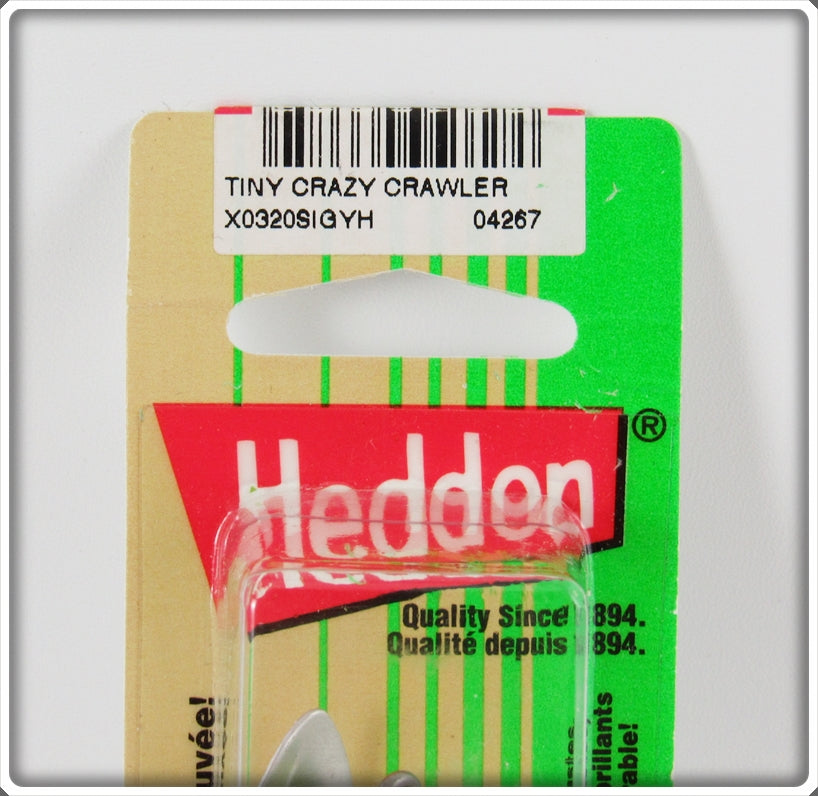 TINY CRAZY CRAWLER
X0320SIGYH 04267
Heddon®
Quality Since 1894.
Qualité depuis 1894.